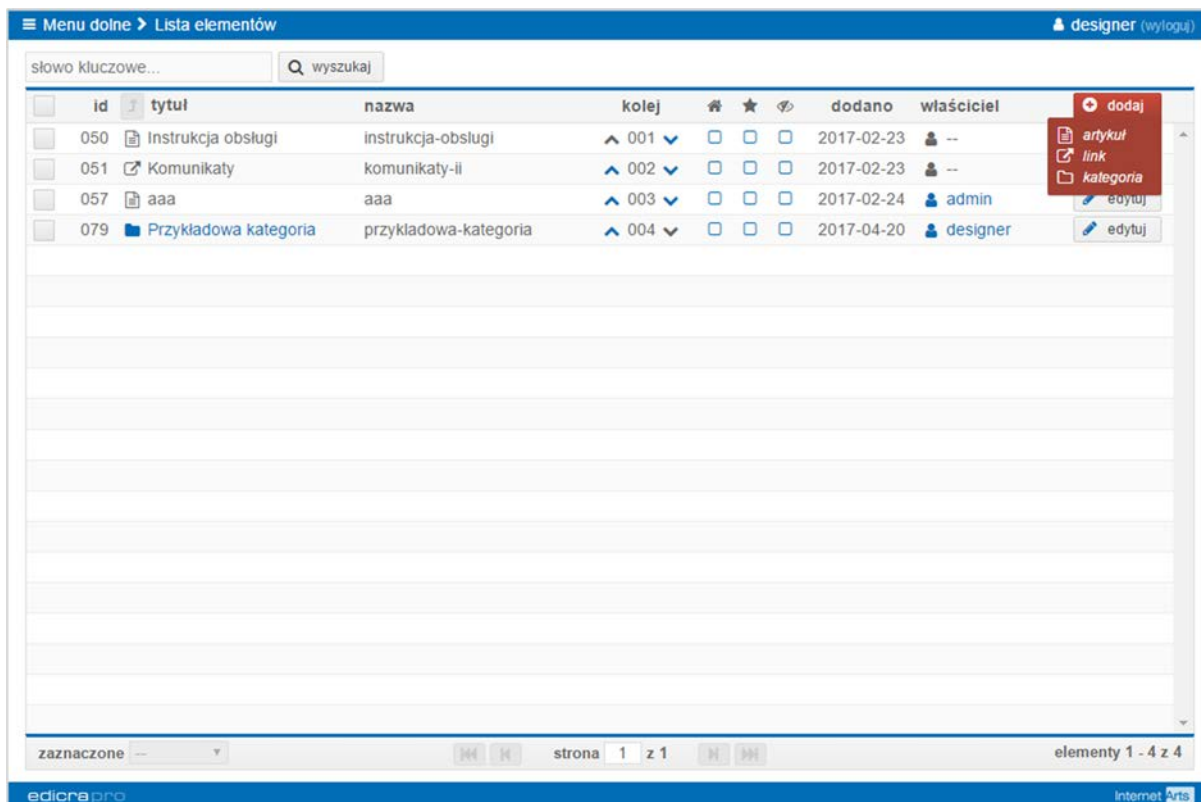 Menu dolne Lista elementów designer (wyloguj)
słowo kluczowe... wyszukaj
id tytuł nazwa kolej dodano właściciel dodaj
050 Instrukcja obsługi instrukcja-obslugi 001 2017-02-23 -- artykuł
link
051 Komunikaty komunikaty-ii 002 2017-02-23 -- kategoria
057 aaa aaa 003 2017-02-24 admin edytuj
079 Przykładowa kategoria przykladowa-kategoria 004 2017-04-20 designer edytuj
zaznaczone -- strona 1 z 1 elementy 1 - 4 z 4
edicra pro Internet Arts